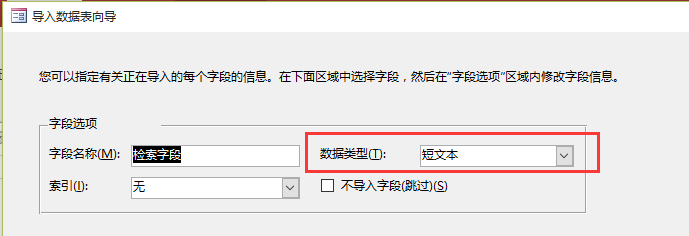 导入数据表向导
您可以指定有关正在导入的每个字段的信息。在下面区域中选择字段，然后在"字段选项"区域内修改字段信息。
字段选项
字段名称(M): 检索字段 数据类型(T): 短文本
索引(I): 无 不导入字段(跳过)(S)